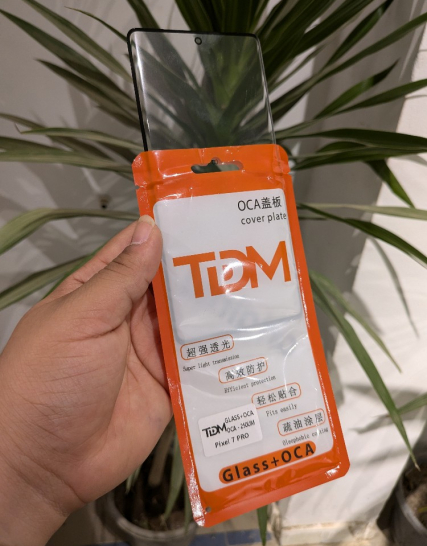 OCA盖板
cover plate
TDM
超强透光
Super light transmission
高效防护
Efficient protection
轻松贴合
Fits easily
疏油涂层
Oleophobic coating
TDM GLASS+OCA
OCA -250UM
Pixel 7 PRO
Glass+OCA